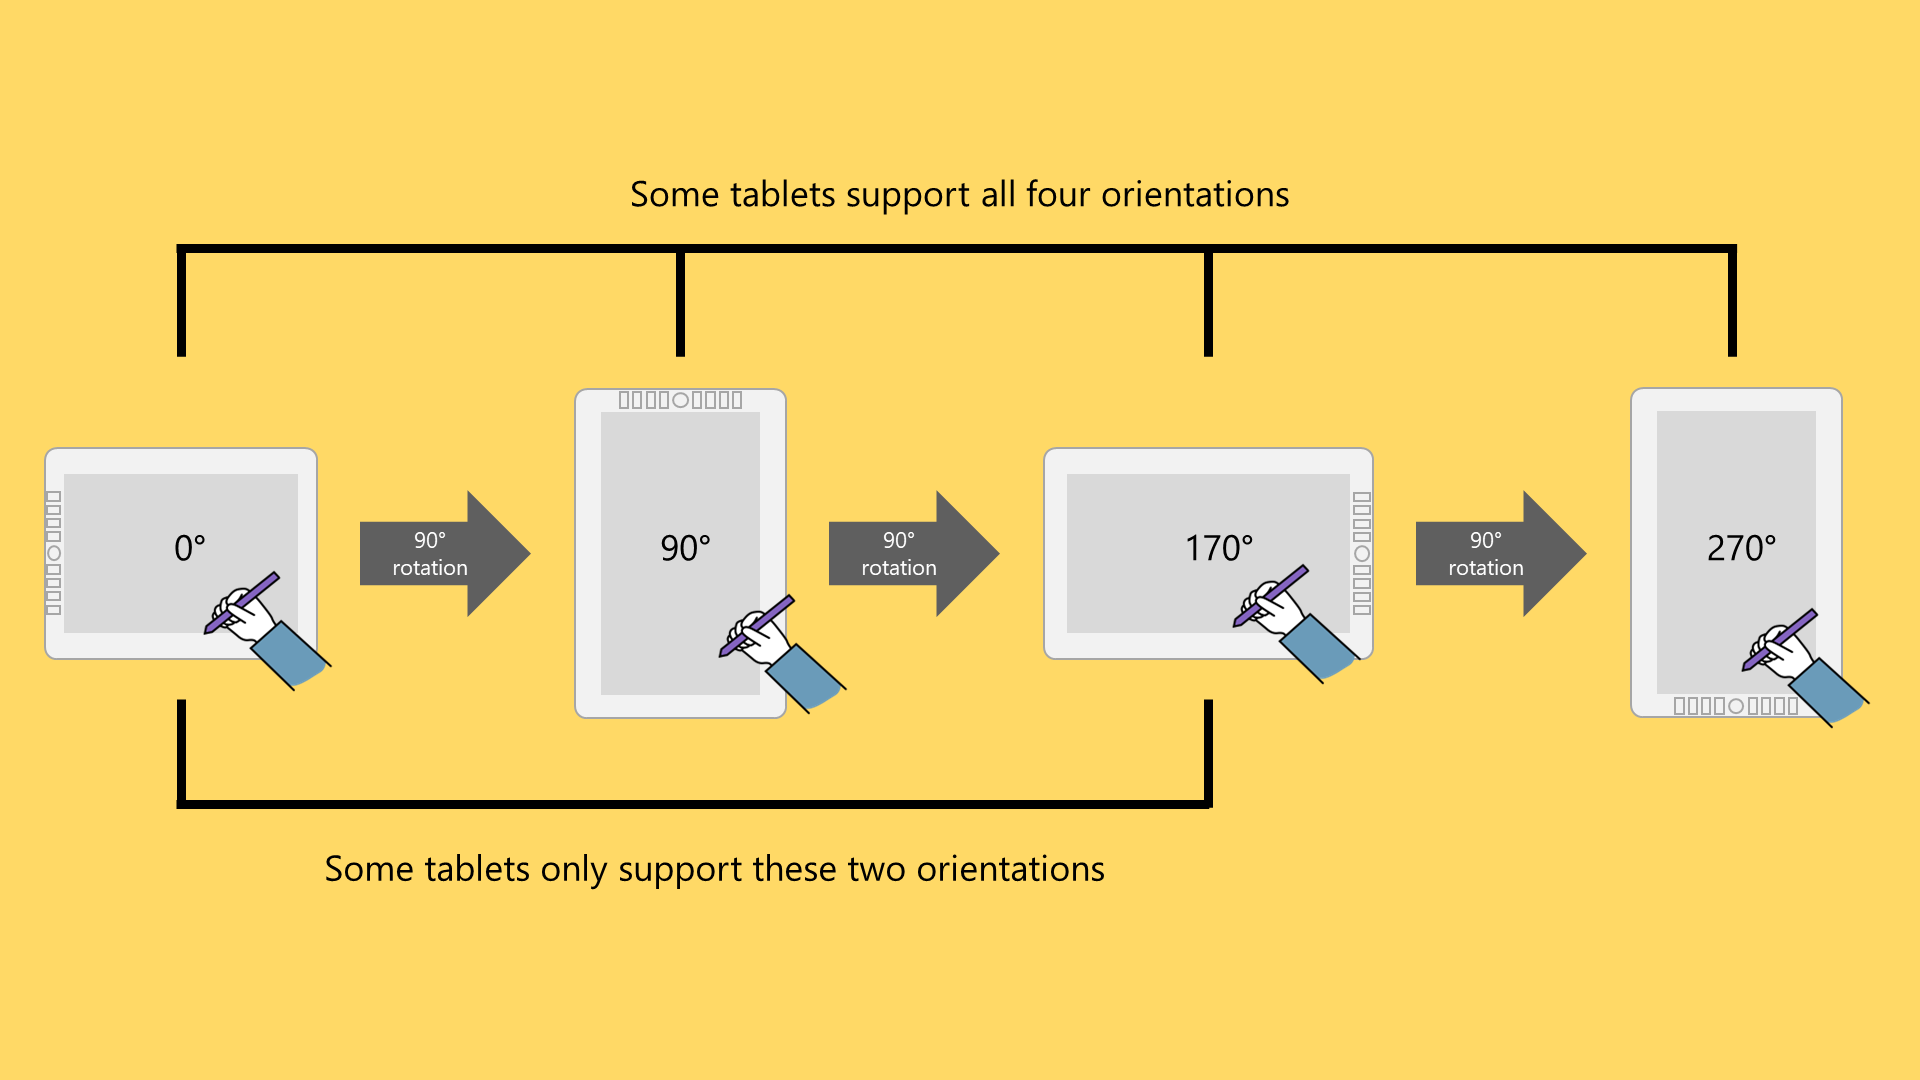 Some tablets support all four orientations
0°
90°
rotation
90°
90°
rotation
170°
90°
rotation
270°
Some tablets only support these two orientations